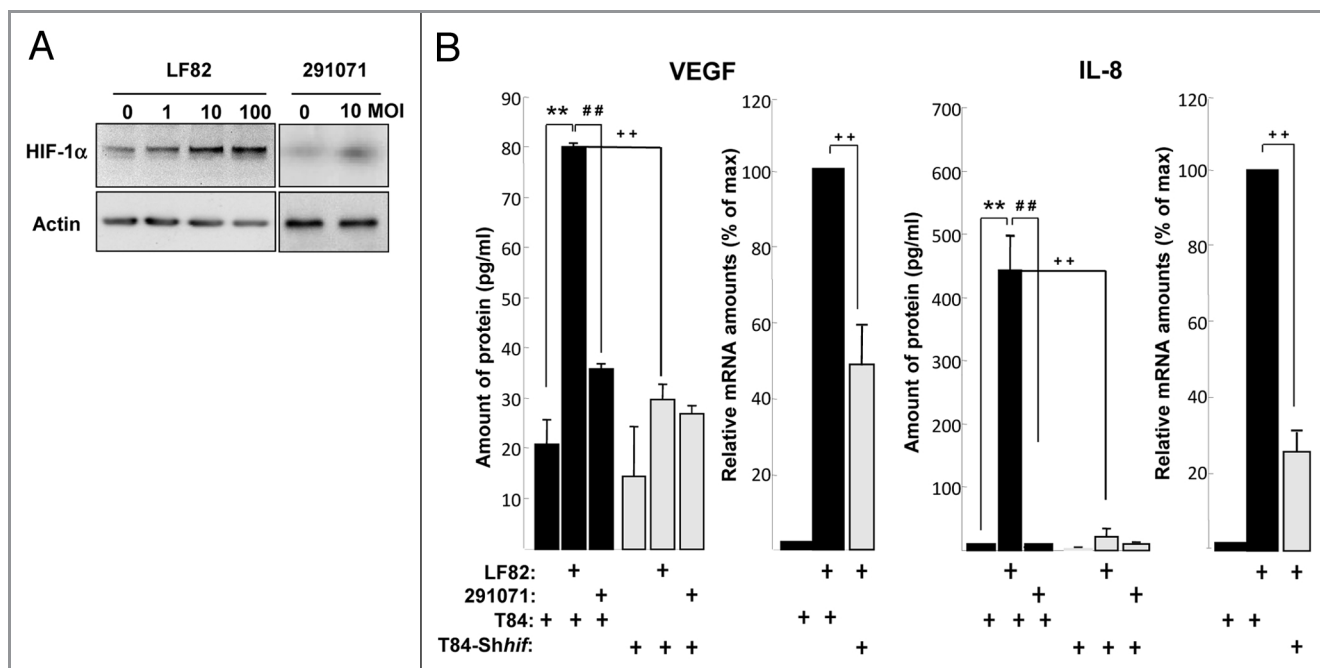 A
LF82 291071
0 1 10 100 0 10 MOI
HIF-1α
Actin
B
VEGF IL-8
Amount of protein (pg/ml)
90
80
70
60
50
40
30
20
10
** ##
++
Relative mRNA amounts (% of max)
120
100
80
60
40
20
++
Amount of protein (pg/ml)
700
600
500
400
300
200
100
** ##
++
Relative mRNA amounts (% of max)
120
100
80
60
40
20
++
LF82: + + + + + + + +
291071: + + + +
T84: + + + + + + + + + +
T84-Shhif: + + + + + + + +